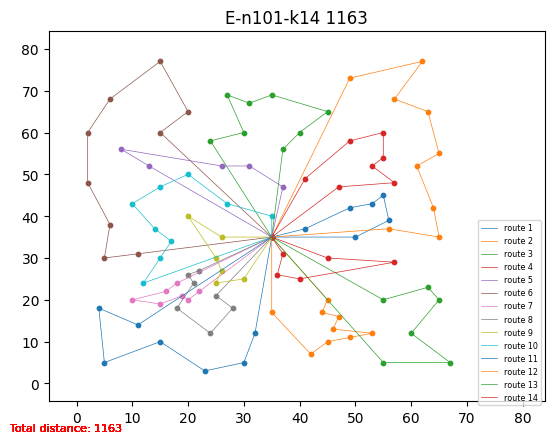 E-n101-k14 1163
80
70
60
50
40
30
20
10
0
0 10 20 30 40 50 60 70 80
route 1
route 2
route 3
route 4
route 5
route 6
route 7
route 8
route 9
route 10
route 11
route 12
route 13
route 14
Total distance: 1163